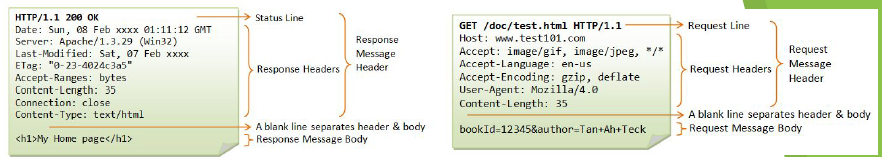 HTTP/1.1 200 OK
Status Line
Date: Sun, 08 Feb xxxx 01:11:12 GMT
Server: Apache/1.3.29 (Win32)
Last-Modified: Sat, 07 Feb xxxx
ETag: "0-23-4024c3a5"
Accept-Ranges: bytes
Content-Length: 35
Connection: close
Content-Type: text/html
Response Headers
Response
Message
Header
A blank line separates header & body
<h1>My Home page</h1>
Response Message Body
GET /doc/test.html HTTP/1.1
Request Line
Host: www.test101.com
Accept: image/gif, image/jpeg, */*
Accept-Language: en-us
Accept-Encoding: gzip, deflate
User-Agent: Mozilla/4.0
Content-Length: 35
Request Headers
Request
Message
Header
A blank line separates header & body
bookId=12345&author=Tan+Ah+Teck
Request Message Body